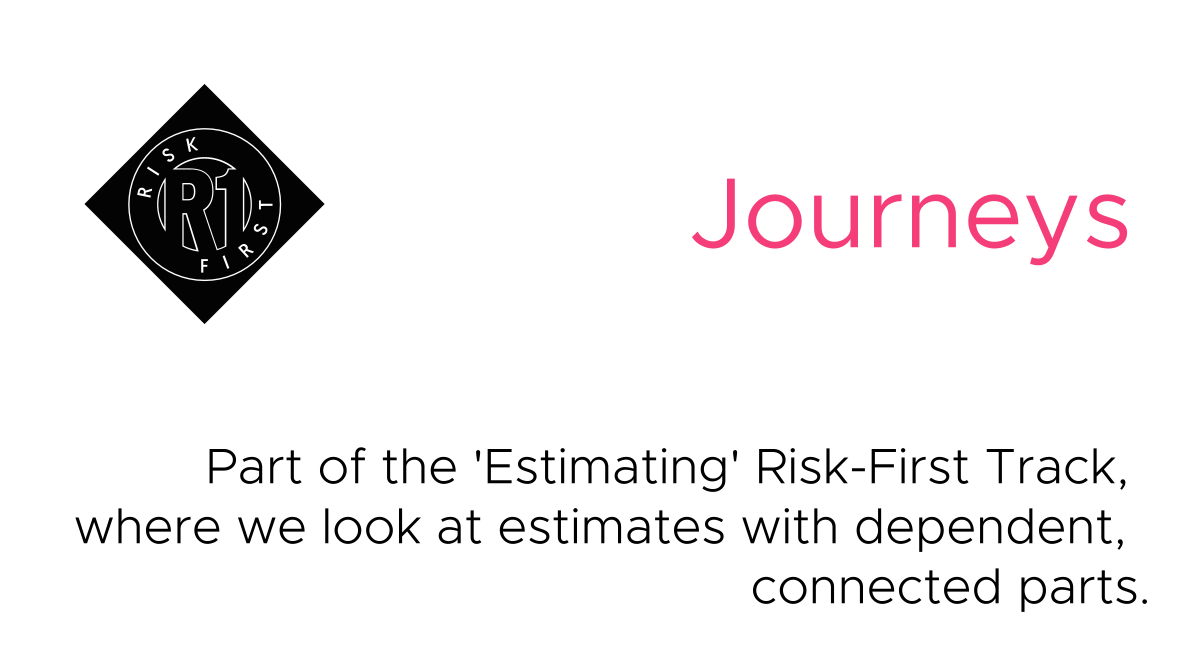 RISK
R1
FIRST
Journeys
Part of the 'Estimating' Risk-First Track,
where we look at estimates with dependent,
connected parts.